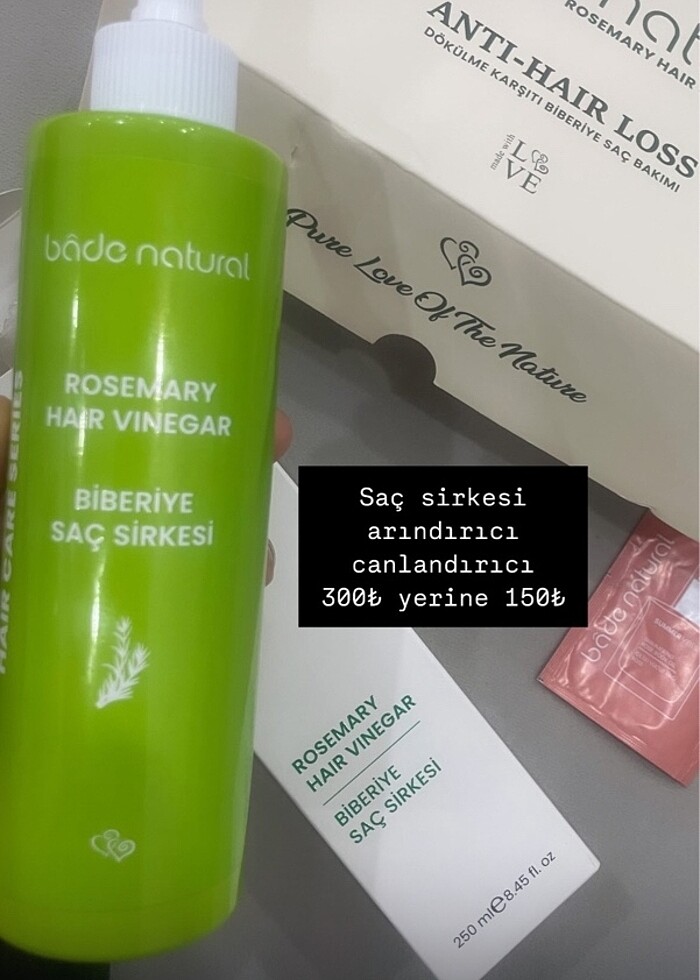 bâde natural
ROSEMARY
HAIR VINEGAR
BİBERİYE
SAÇ SİRKESİ
HAIR CARE SERIES
ROSEMARY HAIR
ANTI-HAIR LOSS
DÖKÜLME KARŞITI BİBERİYE SAÇ BAKIMI
made with
LOVE
Pure Love Of The Nature
Saç sirkesi
arındırıcı
canlandırıcı
300₺ yerine 150₺
ROSEMARY
HAIR VINEGAR
BİBERİYE
SAÇ SİRKESİ
250 ml e 8.45 fl. oz
bâde natural